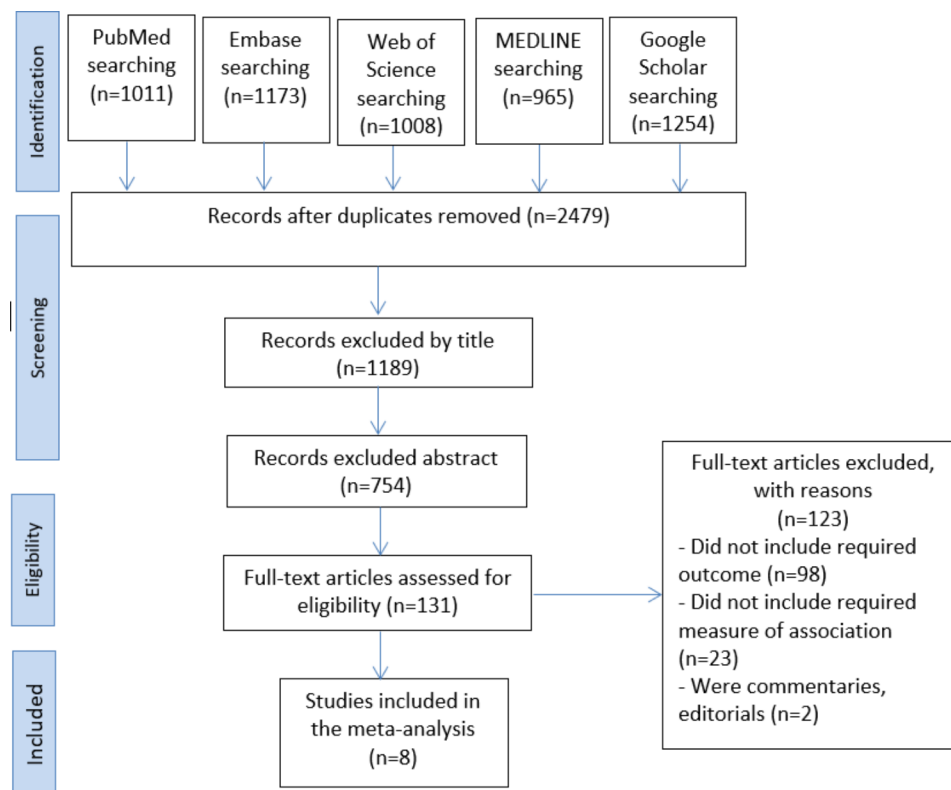 Identification
PubMed
searching
(n=1011)
Embase
searching
(n=1173)
Web of
Science
searching
(n=1008)
MEDLINE
searching
(n=965)
Google
Scholar
searching
(n=1254)
Records after duplicates removed (n=2479)
Screening
Records excluded by title
(n=1189)
Records excluded abstract
(n=754)
Eligibility
Full-text articles assessed for
eligibility (n=131)
Full-text articles excluded,
with reasons
(n=123)
- Did not include required
outcome (n=98)
- Did not include required
measure of association
(n=23)
- Were commentaries,
editorials (n=2)
Included
Studies included in
the meta-analysis
(n=8)